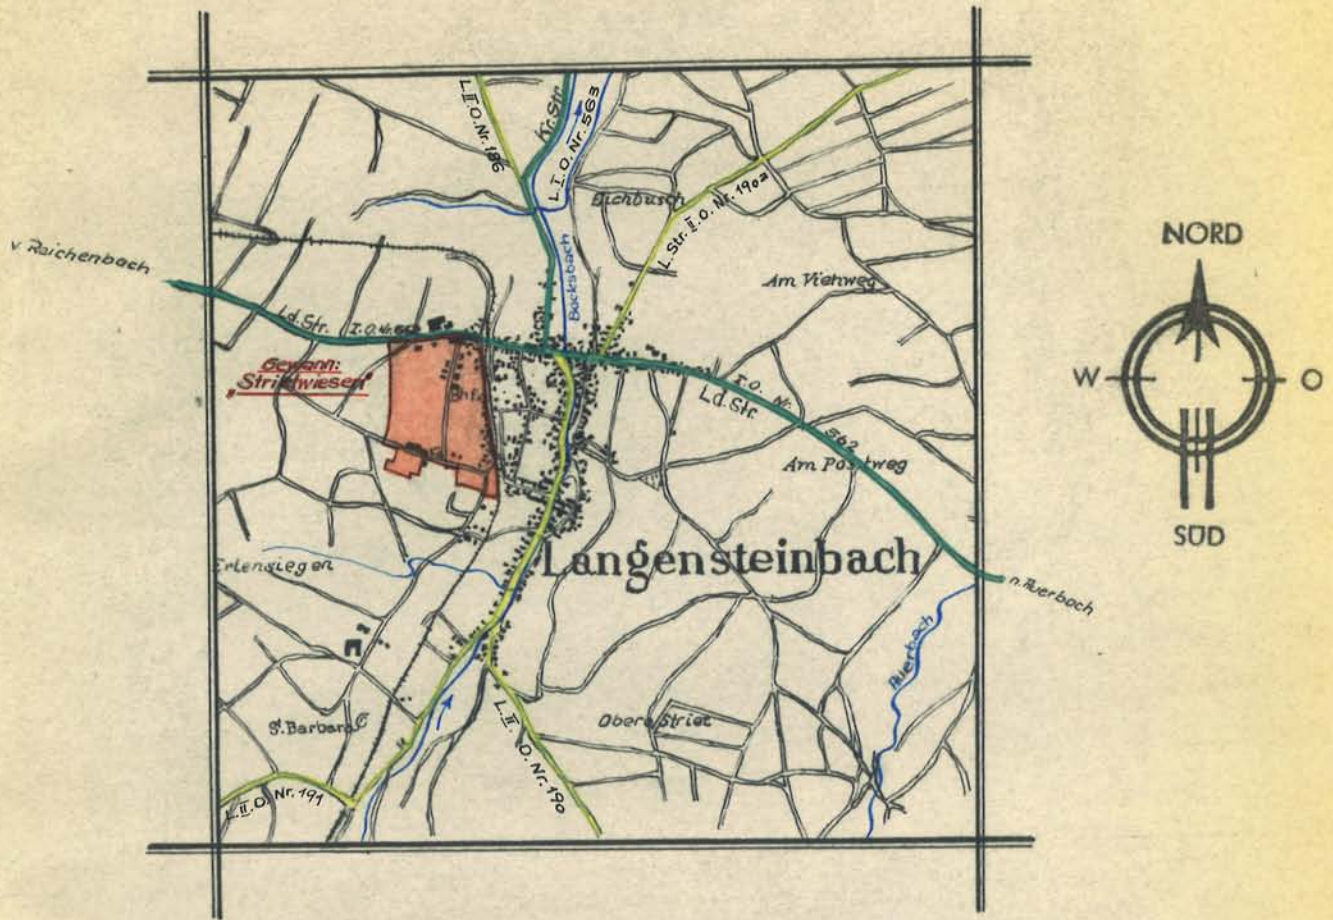 L.II.O.Nr.186
Kr.Str.
L.I.O.Nr.563
Eichbusch
L.Str.II.O.Nr.190a
v. Reichenbach
Bocksbach
Am Viehweg
NORD
Ld.Str. I.O.Nr.
Gewann:
W
O
Bhf.
I.O. Nr. 562
Ld.Str.
Am Postweg
SÜD
Langensteinbach
Erlensiegen
n. Auerbach
Auerbach
St. Barbara
Obere Striet
L.II.O.Nr.190
L.II.O.Nr.191